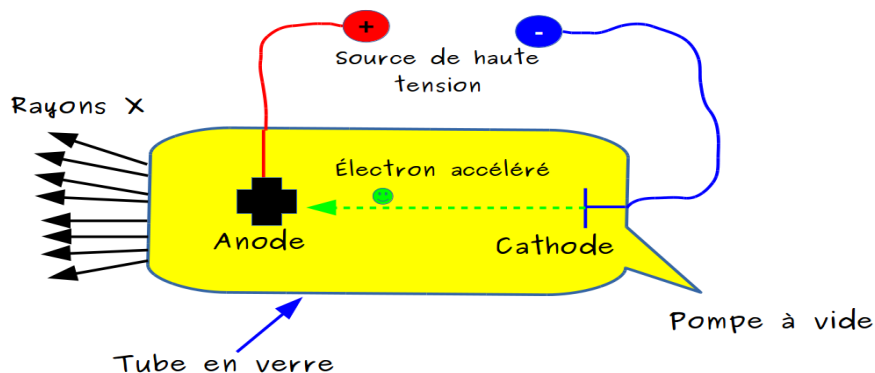 +
-
Source de haute
tension
Rayons X
Électron accéléré
Anode
Cathode
Pompe à vide
Tube en verre